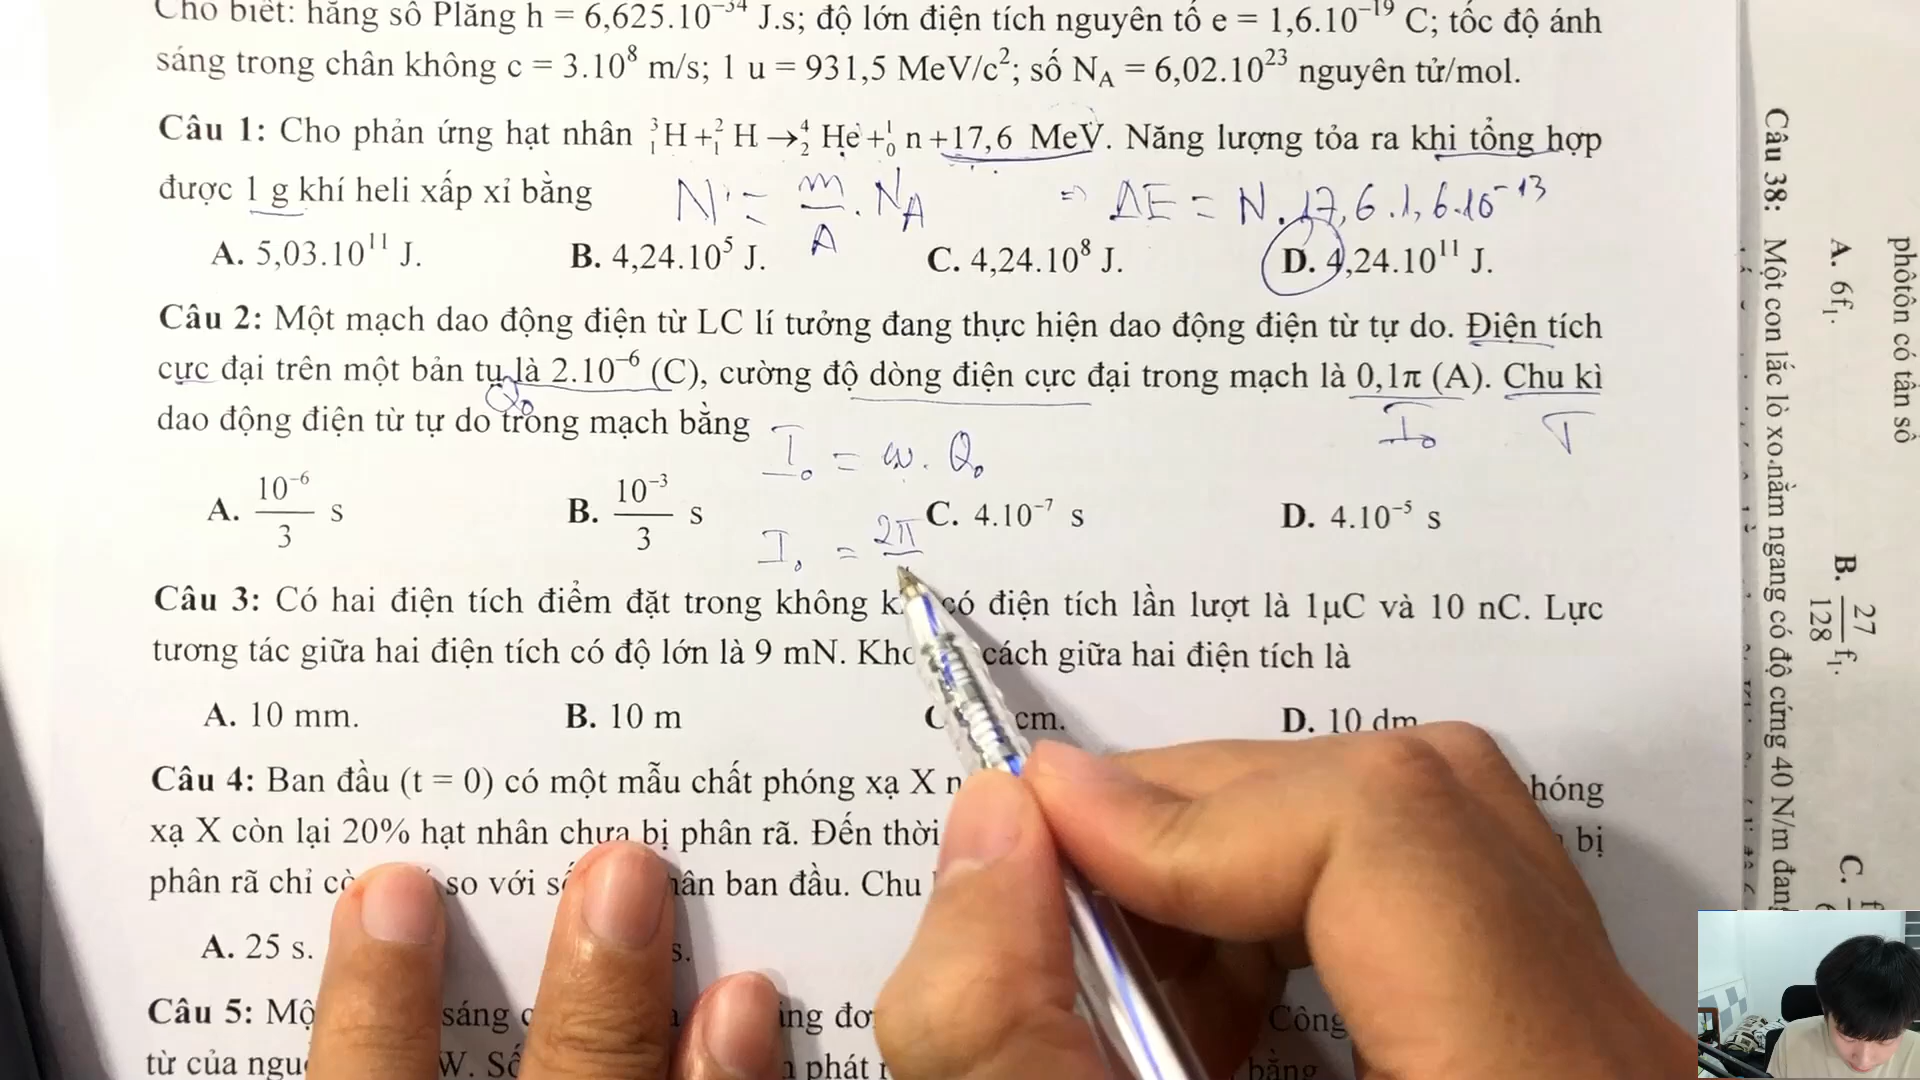 Cho biết: hằng số Plăng h = 6,625.10⁻³⁴ J.s; độ lớn điện tích nguyên tố e = 1,6.10⁻¹⁹ C; tốc độ ánh
sáng trong chân không c = 3.10⁸ m/s; 1 u = 931,5 MeV/c²; số N_A = 6,02.10²³ nguyên tử/mol.
Câu 1: Cho phản ứng hạt nhân ³₁H + ²₁H → ⁴₂He + ¹₀n + 17,6 MeV. Năng lượng tỏa ra khi tổng hợp
được 1 g khí heli xấp xỉ bằng
N = m/A . N_A ⇒ ΔE = N . 17,6 . 1,6.10⁻¹³
A. 5,03.10¹¹ J. B. 4,24.10⁵ J. C. 4,24.10⁸ J. D. 4,24.10¹¹ J.
Câu 2: Một mạch dao động điện từ LC lí tưởng đang thực hiện dao động điện từ tự do. Điện tích
cực đại trên một bản tụ là 2.10⁻⁶ (C), cường độ dòng điện cực đại trong mạch là 0,1π (A). Chu kì
Q₀ I₀ T
dao động điện từ tự do trong mạch bằng
I₀ = ω . Q₀
A. 10⁻⁶/3 s B. 10⁻³/3 s C. 4.10⁻⁷ s D. 4.10⁻⁵ s
I₀ = 2π
Câu 3: Có hai điện tích điểm đặt trong không có điện tích lần lượt là 1μC và 10 nC. Lực
tương tác giữa hai điện tích có độ lớn là 9 mN. cách giữa hai điện tích là
A. 10 mm. B. 10 m cm. D. 10 dm
Câu 4: Ban đầu (t = 0) có một mẫu chất phóng xạ X hóng
xạ X còn lại 20% hạt nhân chưa bị phân rã. Đến thời bị
phân rã chỉ so với ban đầu. Chu
A. 25 s. s.
Câu 5: sáng Công
từ của W. phát bằng
Câu 38: Một con lắc lò xo nằm ngang có độ cứng 40 N/m đang
A. 6f₁. B. 27/128 f₁. C.
phôtôn có tần số